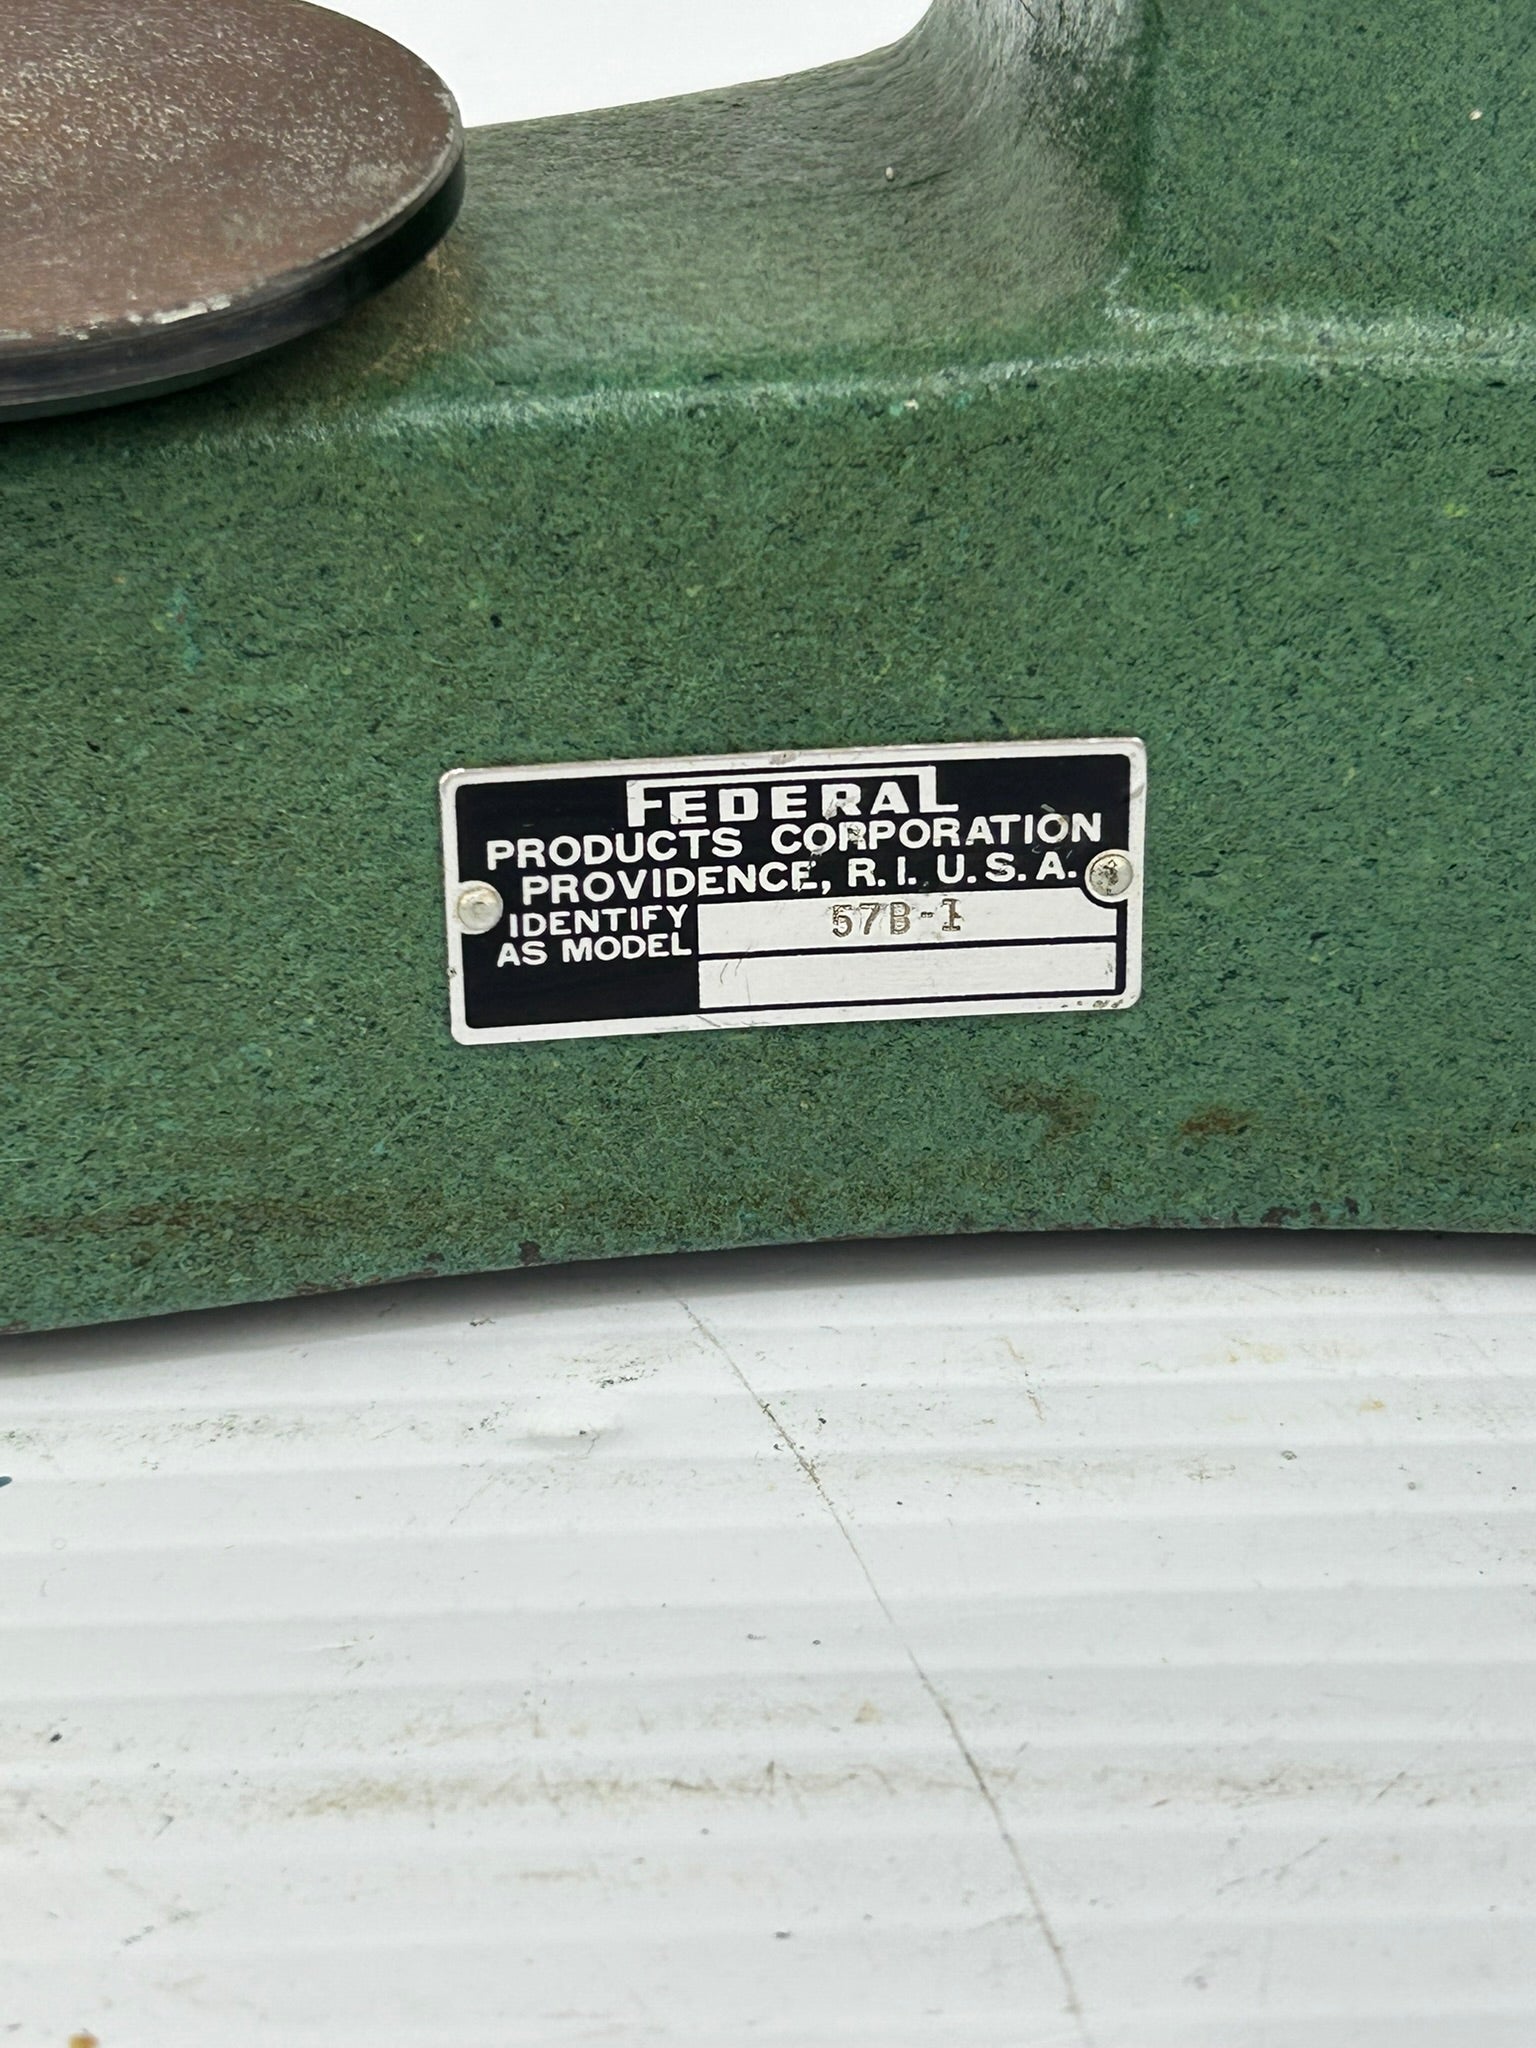 FEDERAL
PRODUCTS CORPORATION
PROVIDENCE, R.I. U.S.A.
IDENTIFY
AS MODEL 57B-1